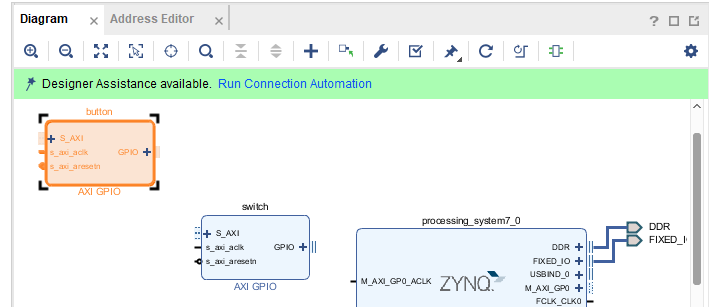 Diagram
Address Editor
Designer Assistance available. Run Connection Automation
button
S_AXI
s_axi_aclk
GPIO
s_axi_aresetn
AXI GPIO
switch
S_AXI
s_axi_aclk
GPIO
s_axi_aresetn
AXI GPIO
processing_system7_0
DDR
FIXED_IO
USBIND_0
M_AXI_GP0_ACLK
ZYNQ
M_AXI_GP0
FCLK_CLK0
DDR
FIXED_I